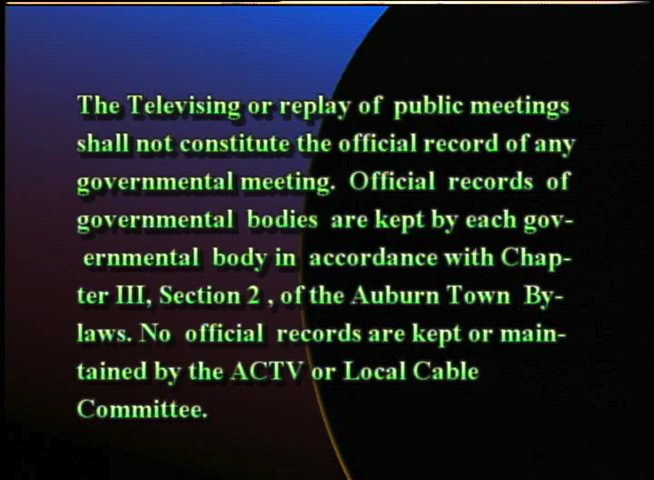 The Televising or replay of public meetings
shall not constitute the official record of any
governmental meeting. Official records of
governmental bodies are kept by each gov-
ernmental body in accordance with Chap-
ter III, Section 2 , of the Auburn Town By-
laws. No official records are kept or main-
tained by the ACTV or Local Cable
Committee.